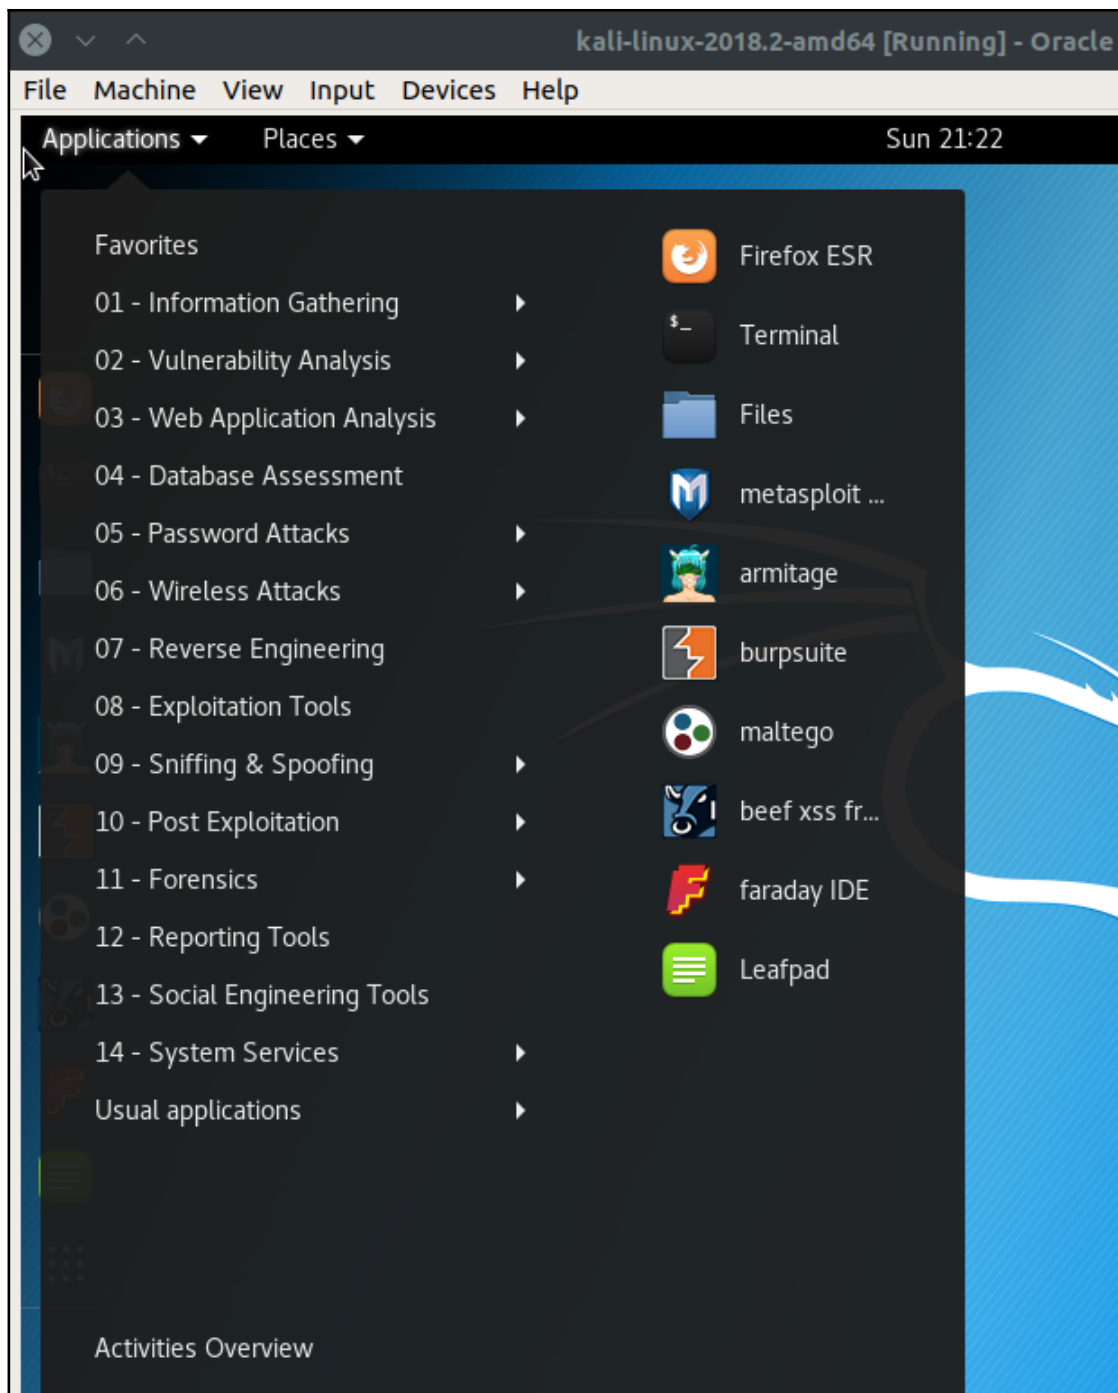 kali-linux-2018.2-amd64 [Running] - Oracle
File Machine View Input Devices Help
Applications Places Sun 21:22
Favorites
01 - Information Gathering
02 - Vulnerability Analysis
03 - Web Application Analysis
04 - Database Assessment
05 - Password Attacks
06 - Wireless Attacks
07 - Reverse Engineering
08 - Exploitation Tools
09 - Sniffing & Spoofing
10 - Post Exploitation
11 - Forensics
12 - Reporting Tools
13 - Social Engineering Tools
14 - System Services
Usual applications
Activities Overview
Firefox ESR
$_
Terminal
Files
metasploit ...
armitage
burpsuite
maltego
beef xss fr...
faraday IDE
Leafpad